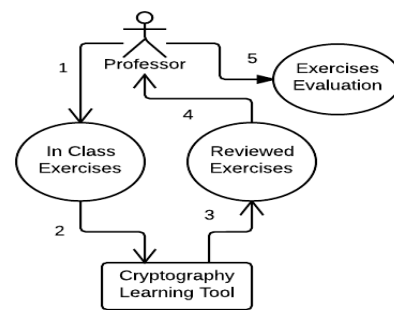 1
Professor
5
Exercises
Evaluation
4
In Class
Exercises
Reviewed
Exercises
2
3
Cryptography
Learning Tool